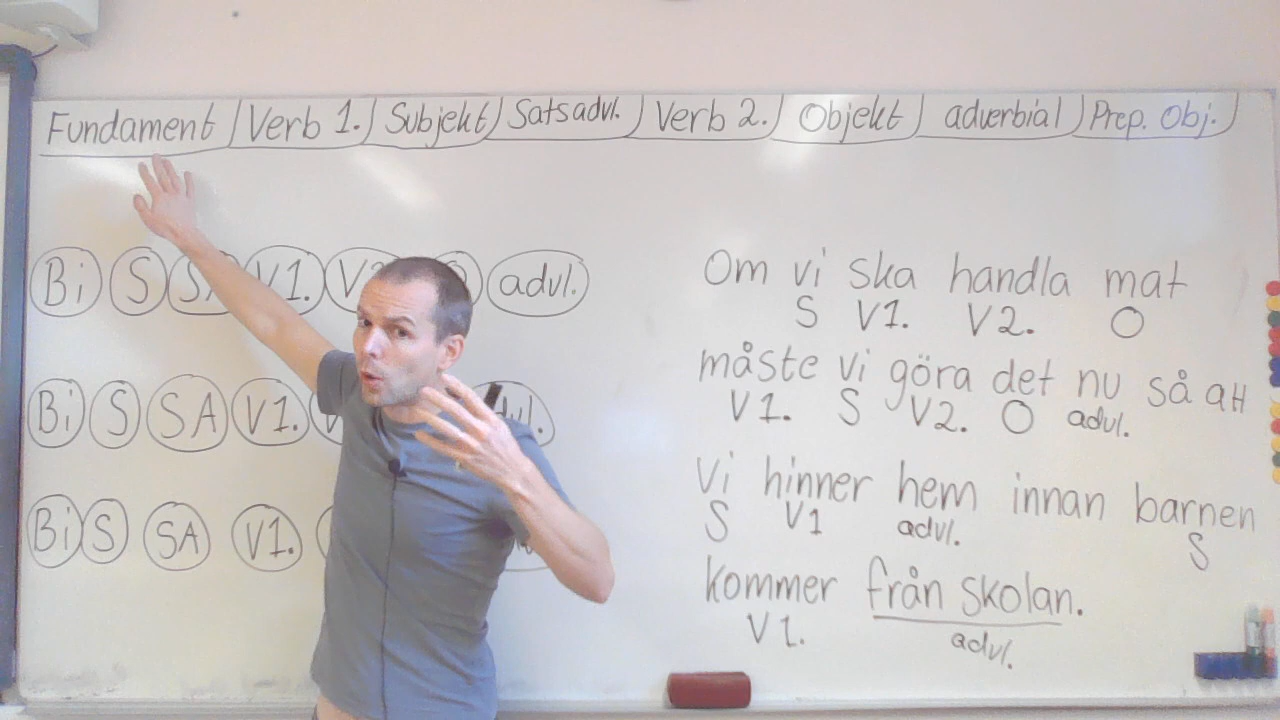 Fundament Verb 1. Subjekt Satsadvl. Verb 2. Objekt adverbial Prep. Obj.
Bi S V1. advl.
Bi S SA V1.
Bi S SA V1.
Om vi ska handla mat
S V1. V2. O
måste vi göra det nu så att
V1. S V2. O advl.
Vi hinner hem innan barnen
S V1 advl. S
kommer från skolan.
V1. advl.